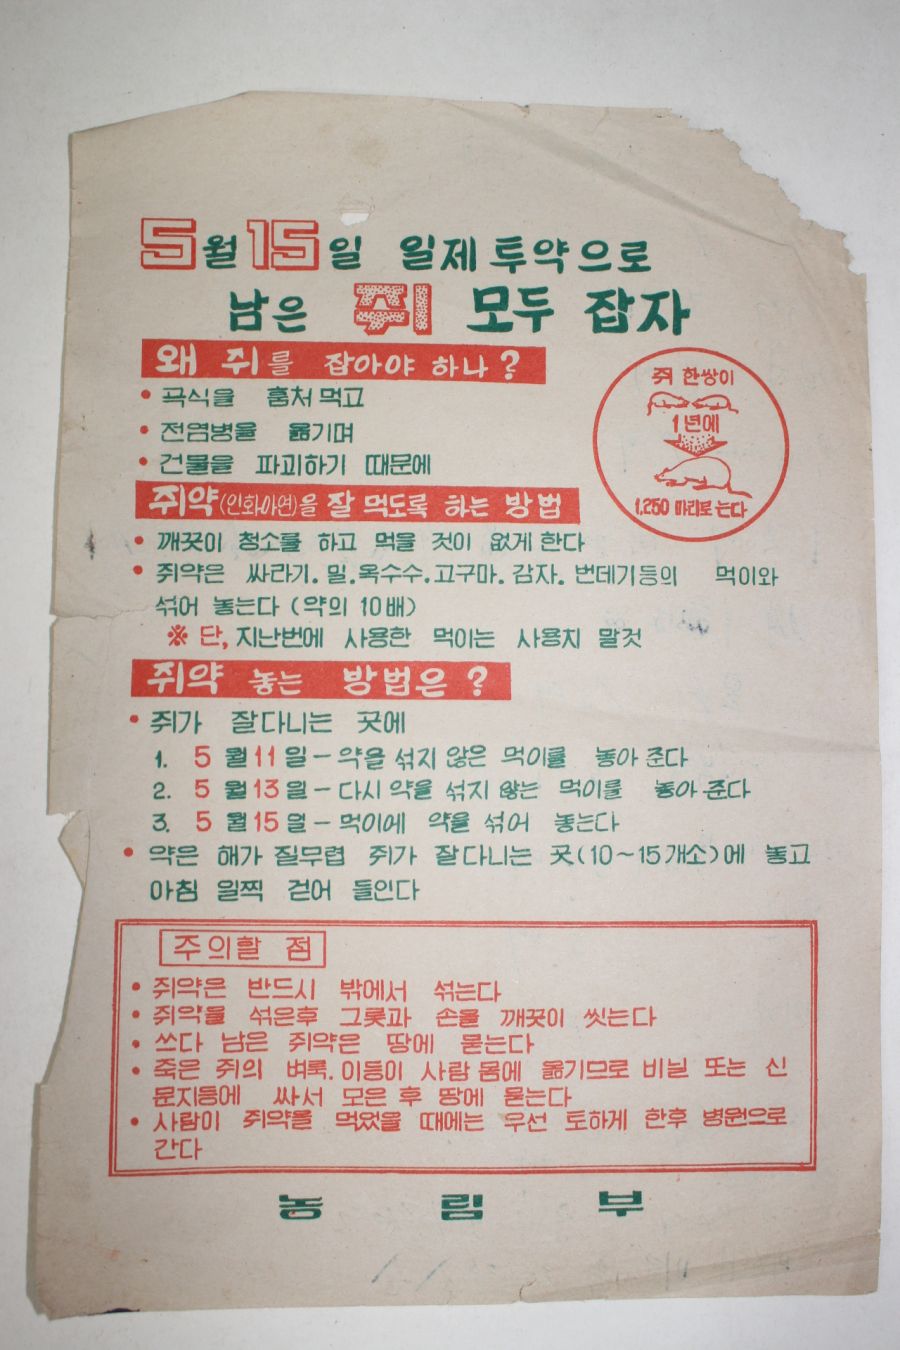 5월 15일 일제 투약으로
남은 쥐 모두 잡자
왜 쥐를 잡아야 하나?
• 곡식을 훔처 먹고
• 전염병을 옮기며
• 건물을 파괴하기 때문에
쥐 한쌍이
1년에
1,250 마리로 는다
쥐약(인화아연)을 잘 먹도록 하는 방법
• 깨끗이 청소를 하고 먹을 것이 없게 한다
• 쥐약은 싸라기. 밀. 옥수수. 고구마. 감자. 번데기등의 먹이와
섞어 놓는다 (약의 10배)
※ 단, 지난번에 사용한 먹이는 사용치 말것
쥐약 놓는 방법은?
• 쥐가 잘다니는 곳에
1. 5월 11일 – 약을 섞지 않은 먹이를 놓아 준다
2. 5월 13일 – 다시 약을 섞지 않는 먹이를 놓아 준다
3. 5월 15일 – 먹이에 약을 섞어 놓는다
• 약은 해가 질무렵 쥐가 잘다니는 곳(10~15개소)에 놓고
아침 일찍 걷어 들인다
주의할 점
• 쥐약은 반드시 밖에서 섞는다
• 쥐약을 섞은후 그릇과 손을 깨끗이 씻는다
• 쓰다 남은 쥐약은 땅에 묻는다
• 죽은 쥐의 벼룩. 이등이 사람 몸에 옮기므로 비닐 또는 신
문지등에 싸서 모은 후 땅에 묻는다
• 사람이 쥐약을 먹었을 때에는 우선 토하게 한후 병원으로
간다
농림부